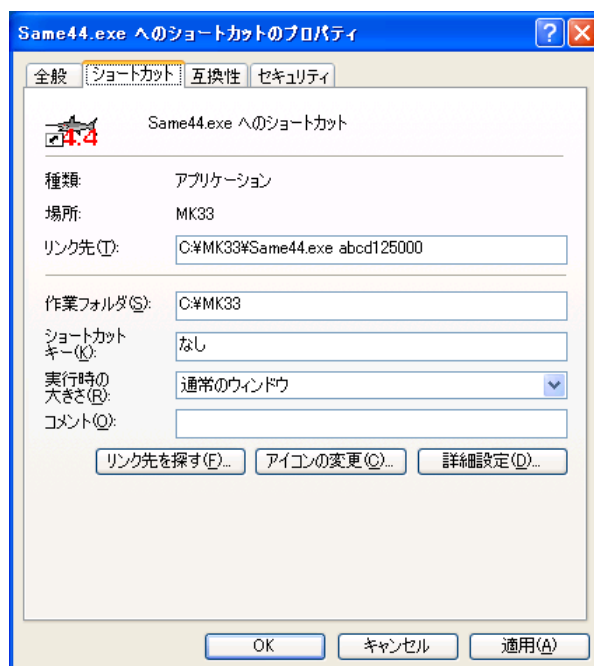 Same44.exe へのショートカットのプロパティ
全般 ショートカット 互換性 セキュリティ
4.4
Same44.exe へのショートカット
種類: アプリケーション
場所: MK33
リンク先(T): C:¥MK33¥Same44.exe abcd125000
作業フォルダ(S): C:¥MK33
ショートカット
キー(K): なし
実行時の
大きさ(R): 通常のウィンドウ
コメント(O):
リンク先を探す(F)... アイコンの変更(C)... 詳細設定(D)...
OK キャンセル 適用(A)